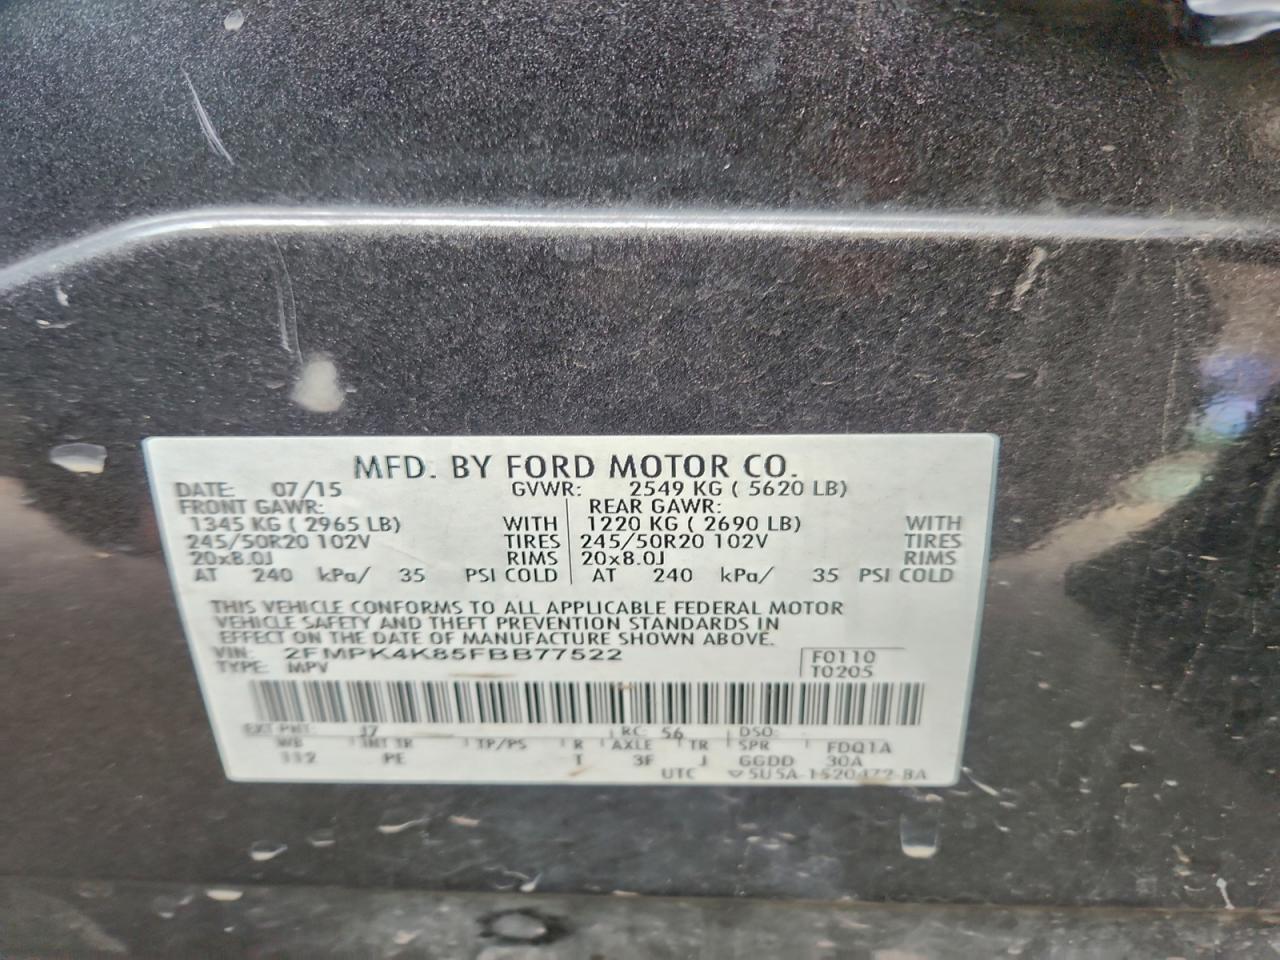 MFD. BY FORD MOTOR CO.
DATE: 07/15 GVWR: 2549 KG ( 5620 LB)
FRONT GAWR: REAR GAWR:
1345 KG ( 2965 LB) WITH 1220 KG ( 2690 LB) WITH
245/50R20 102V TIRES 245/50R20 102V TIRES
20x8.0J RIMS 20x8.0J RIMS
AT 240 kPa/ 35 PSI COLD AT 240 kPa/ 35 PSI COLD
THIS VEHICLE CONFORMS TO ALL APPLICABLE FEDERAL MOTOR
VEHICLE SAFETY AND THEFT PREVENTION STANDARDS IN
EFFECT ON THE DATE OF MANUFACTURE SHOWN ABOVE.
VIN: 2FMPK4K85FBB77522 F0110
TYPE: MPV T0205
EXT PNT: J7 RC: 56 DSO:
WB INT TR TP/PS R AXLE TR SPR FDQ1A
112 PE T 3F J GGDD 30A
UTC